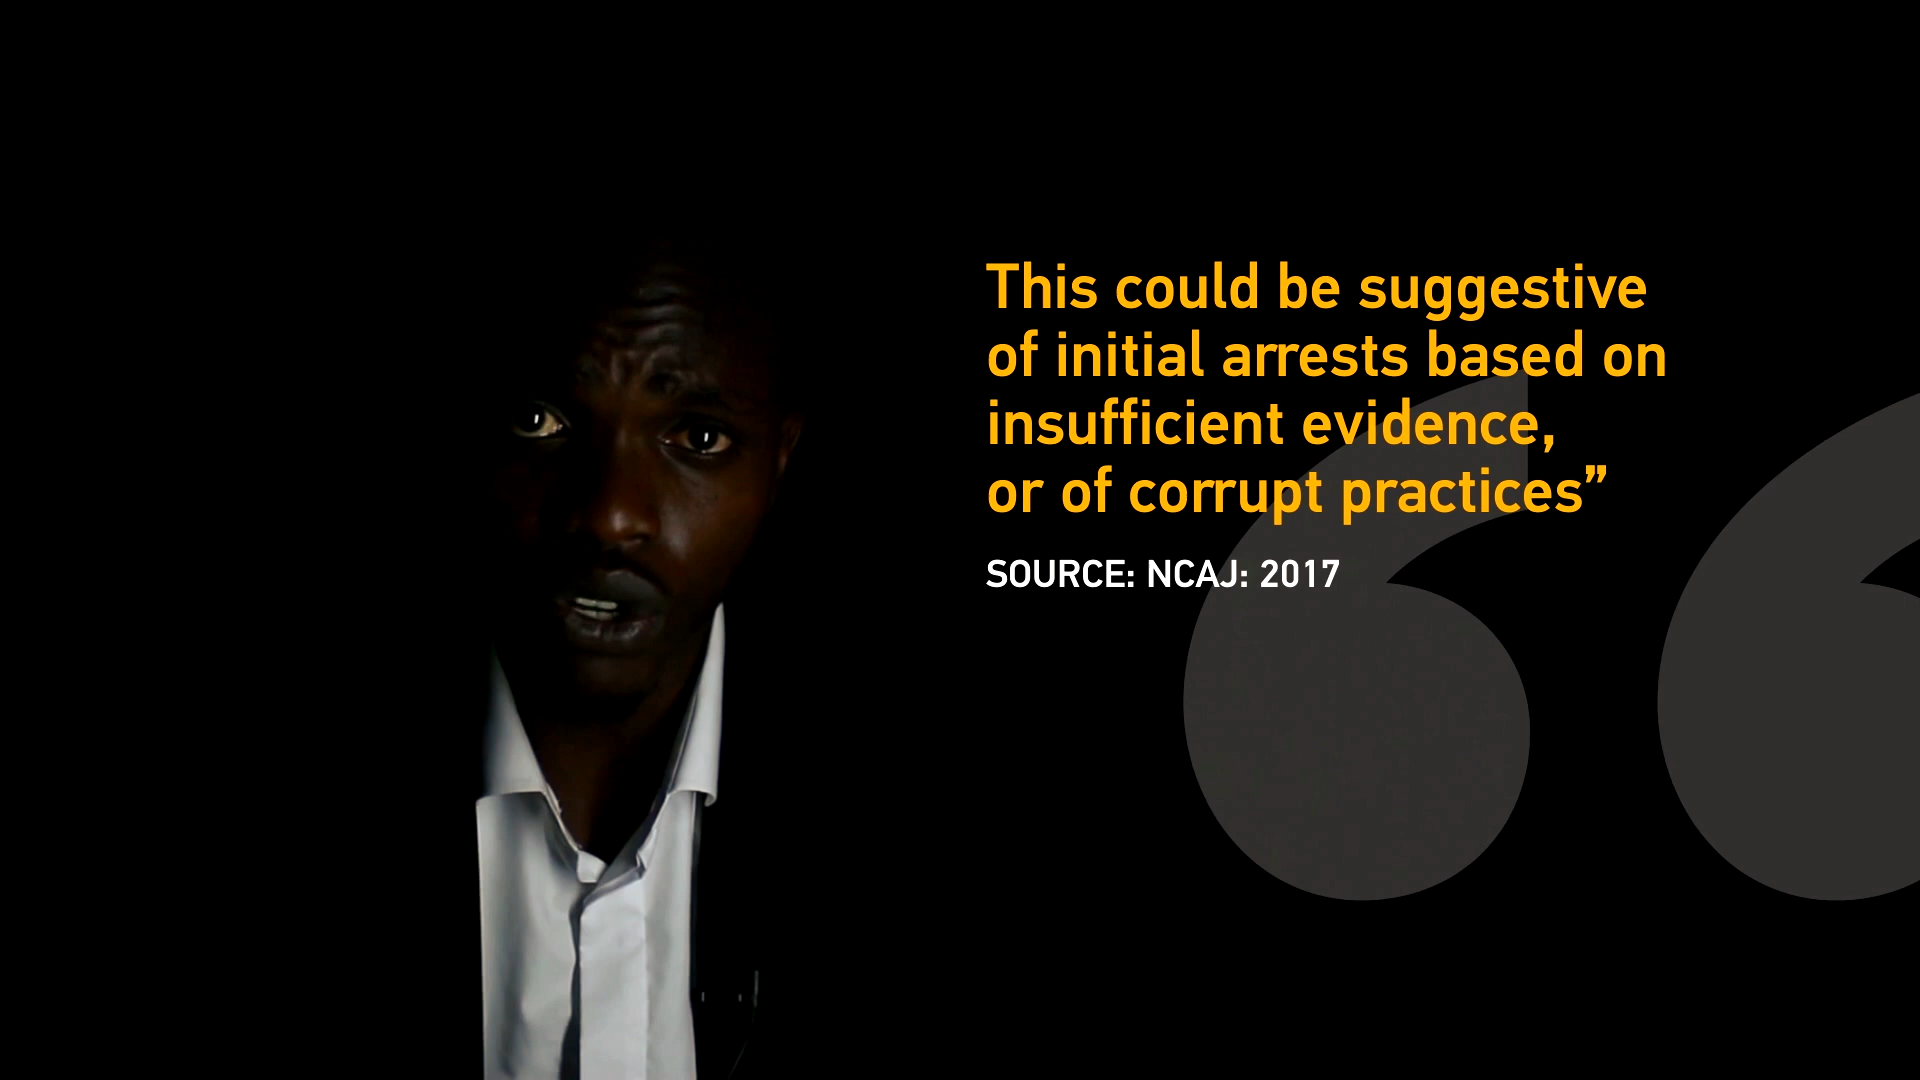 This could be suggestive
of initial arrests based on
insufficient evidence,
or of corrupt practices”
SOURCE: NCAJ: 2017